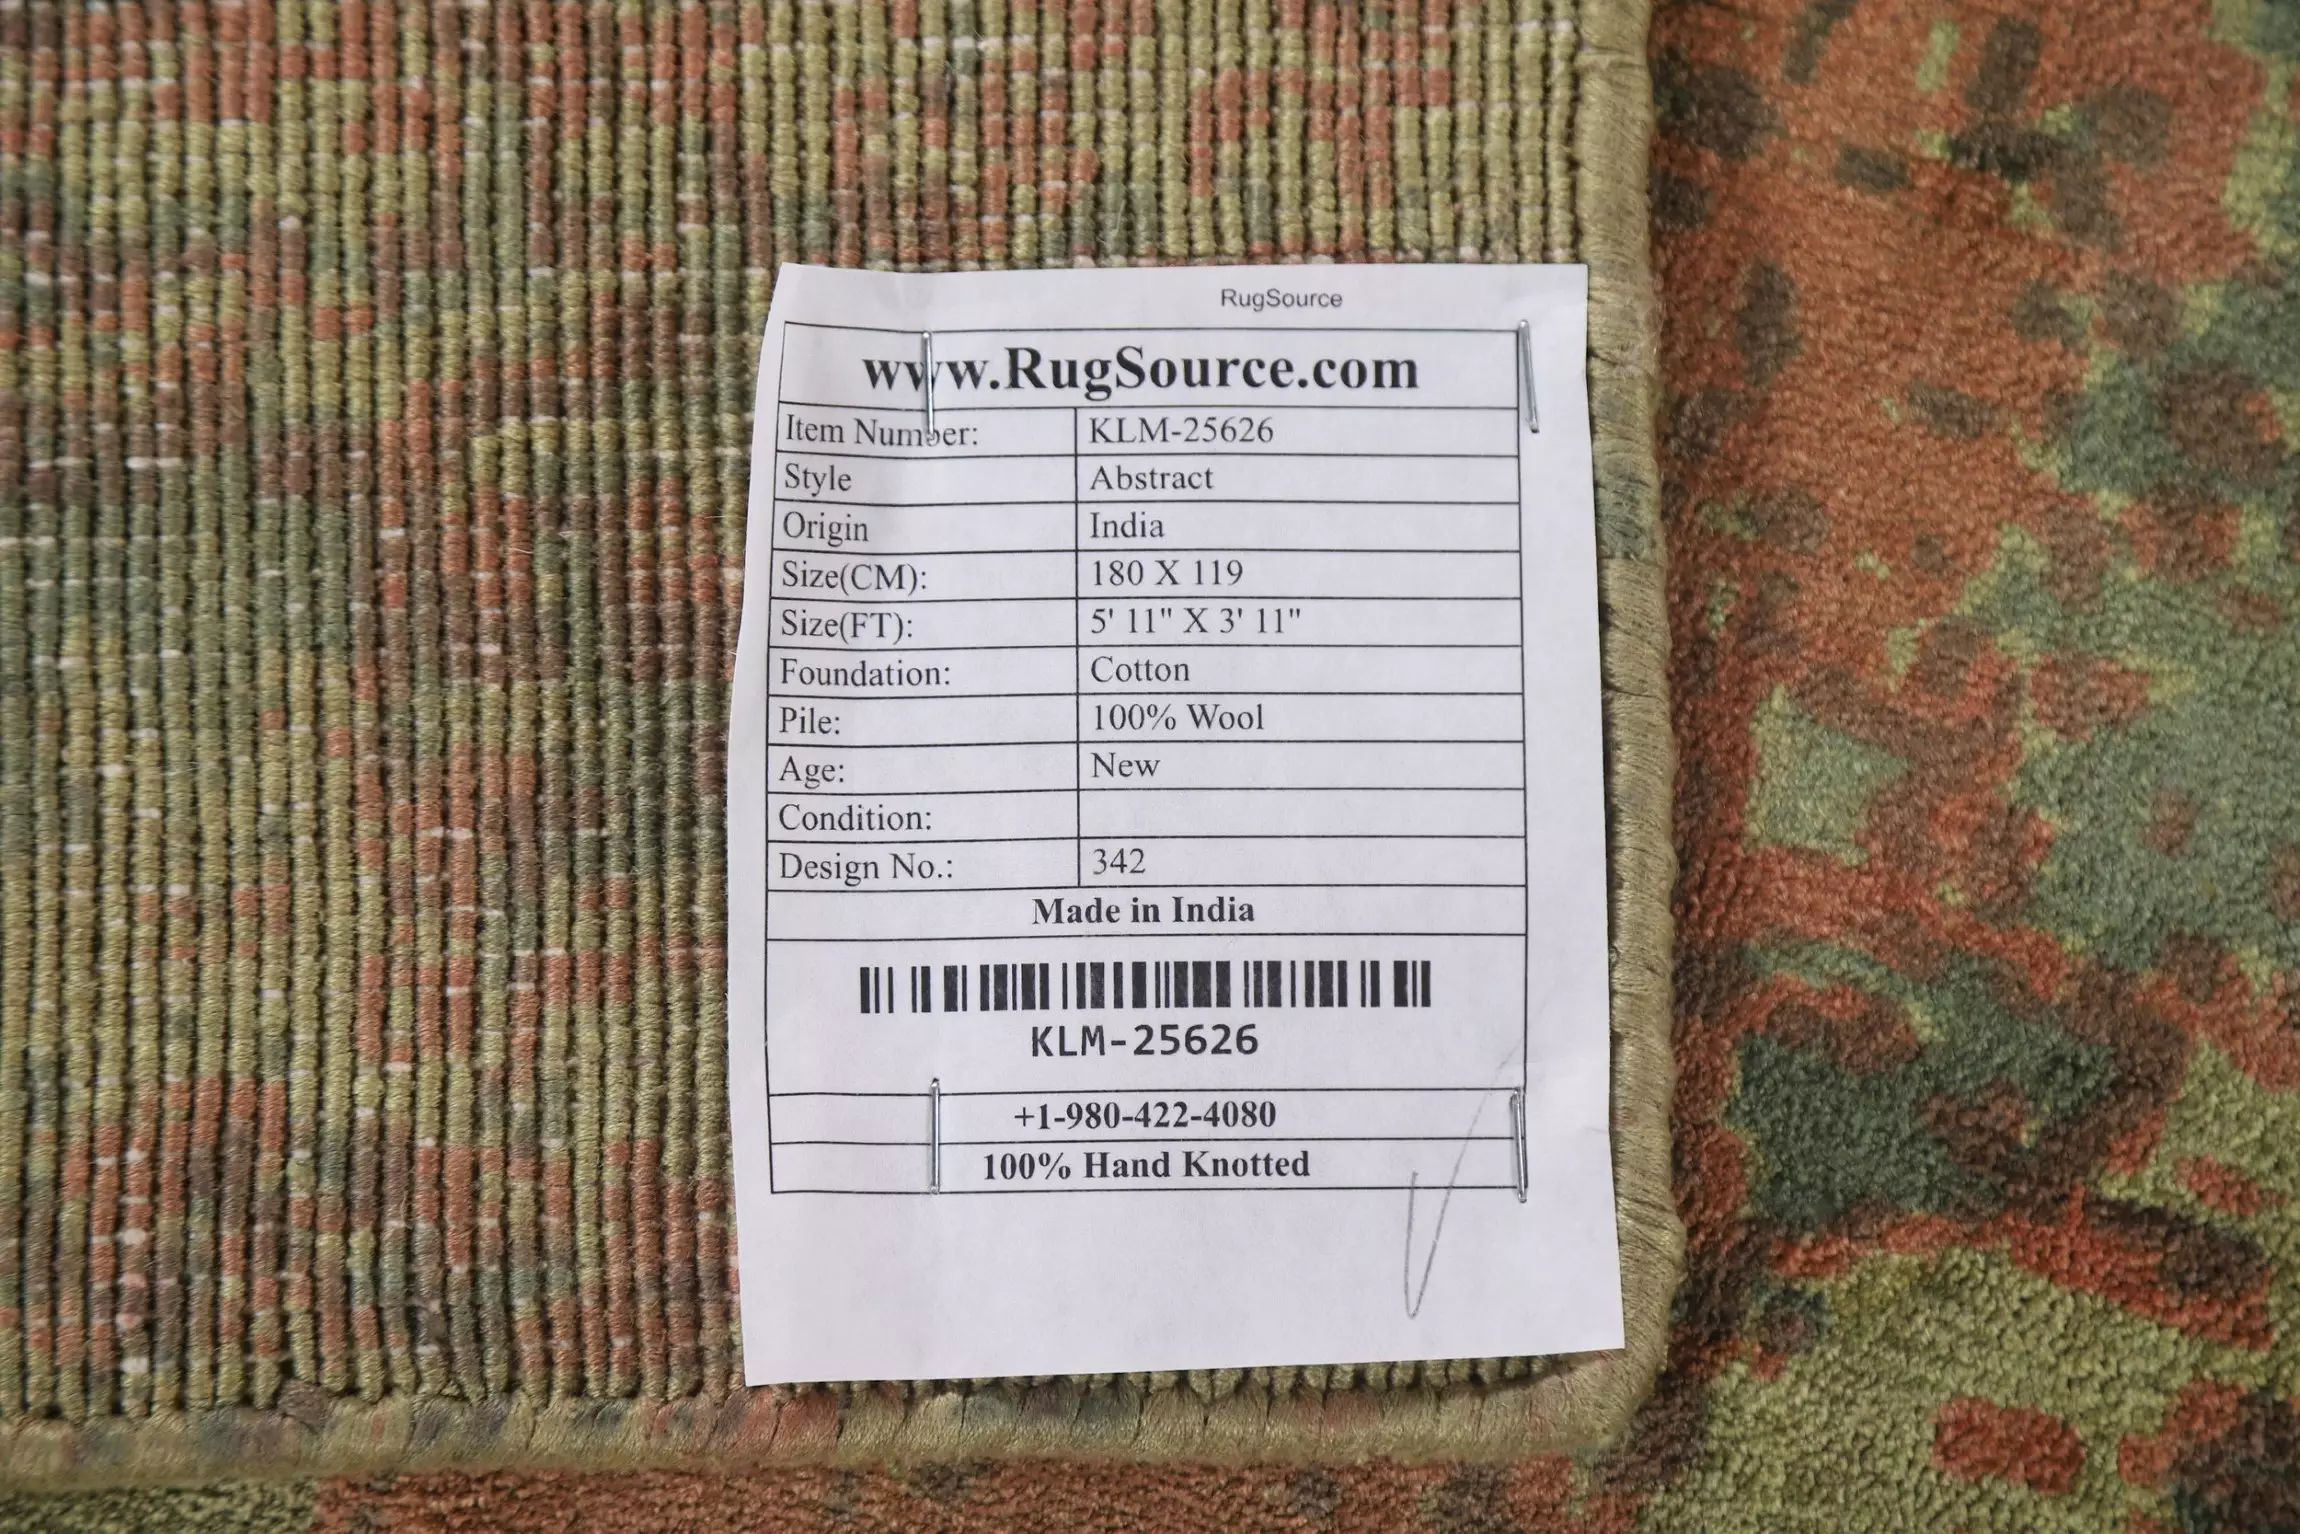 RugSource
www.RugSource.com
Item Number: KLM-25626
Style Abstract
Origin India
Size(CM): 180 X 119
Size(FT): 5' 11" X 3' 11"
Foundation: Cotton
Pile: 100% Wool
Age: New
Condition:
Design No.: 342
Made in India
KLM-25626
+1-980-422-4080
100% Hand Knotted